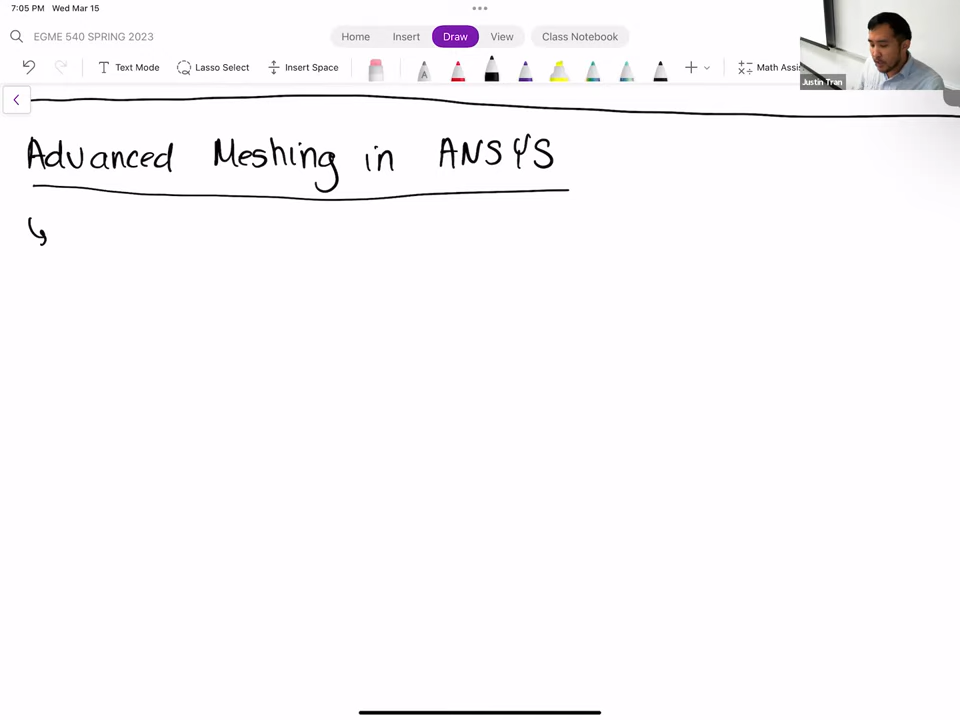 7:05 PM Wed Mar 15
EGME 540 SPRING 2023
Home Insert Draw View Class Notebook
Text Mode Lasso Select Insert Space A Math Assis
Justin Tran
Advanced Meshing in ANSYS